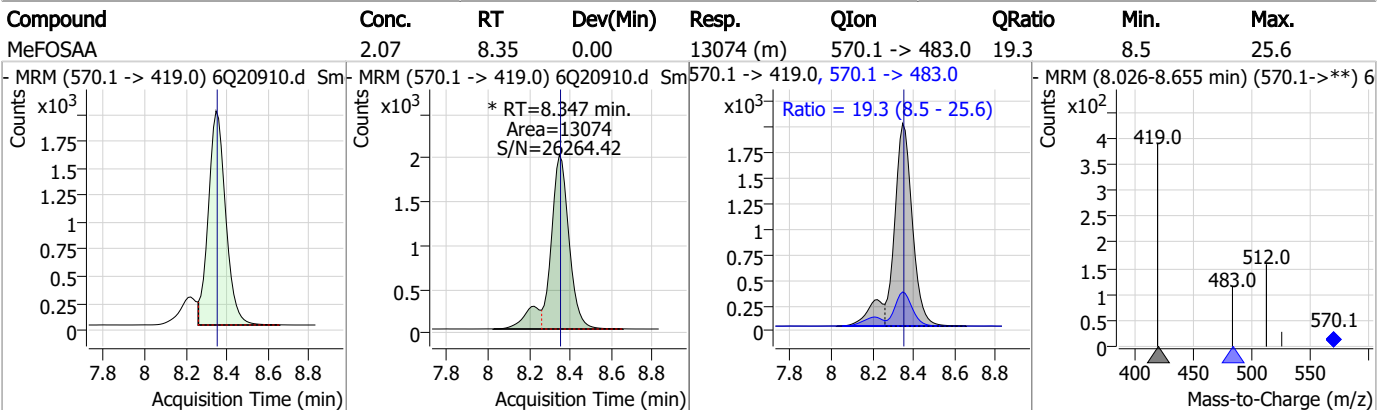 Compound Conc. RT Dev(Min) Resp. QIon QRatio Min. Max.
MeFOSAA 2.07 8.35 0.00 13074 (m) 570.1 -> 483.0 19.3 8.5 25.6
- MRM (570.1 -> 419.0) 6Q20910.d Sm
Counts
x10³
1.75
1.5
1.25
1
0.75
0.5
0.25
0
7.8 8 8.2 8.4 8.6 8.8
Acquisition Time (min)
- MRM (570.1 -> 419.0) 6Q20910.d Sm
Counts
x10³
* RT=8.347 min.
Area=13074
S/N=26264.42
2
1.5
1
0.5
0
7.8 8 8.2 8.4 8.6 8.8
Acquisition Time (min)
570.1 -> 419.0, 570.1 -> 483.0
Counts
x10³
Ratio = 19.3 (8.5 - 25.6)
1.75
1.5
1.25
1
0.75
0.5
0.25
0
7.8 8 8.2 8.4 8.6 8.8
Acquisition Time (min)
- MRM (8.026-8.655 min) (570.1->**) 6
Counts
x10²
4
3.5
3
2.5
2
1.5
1
0.5
0
419.0
512.0
483.0
570.1
400 450 500 550
Mass-to-Charge (m/z)